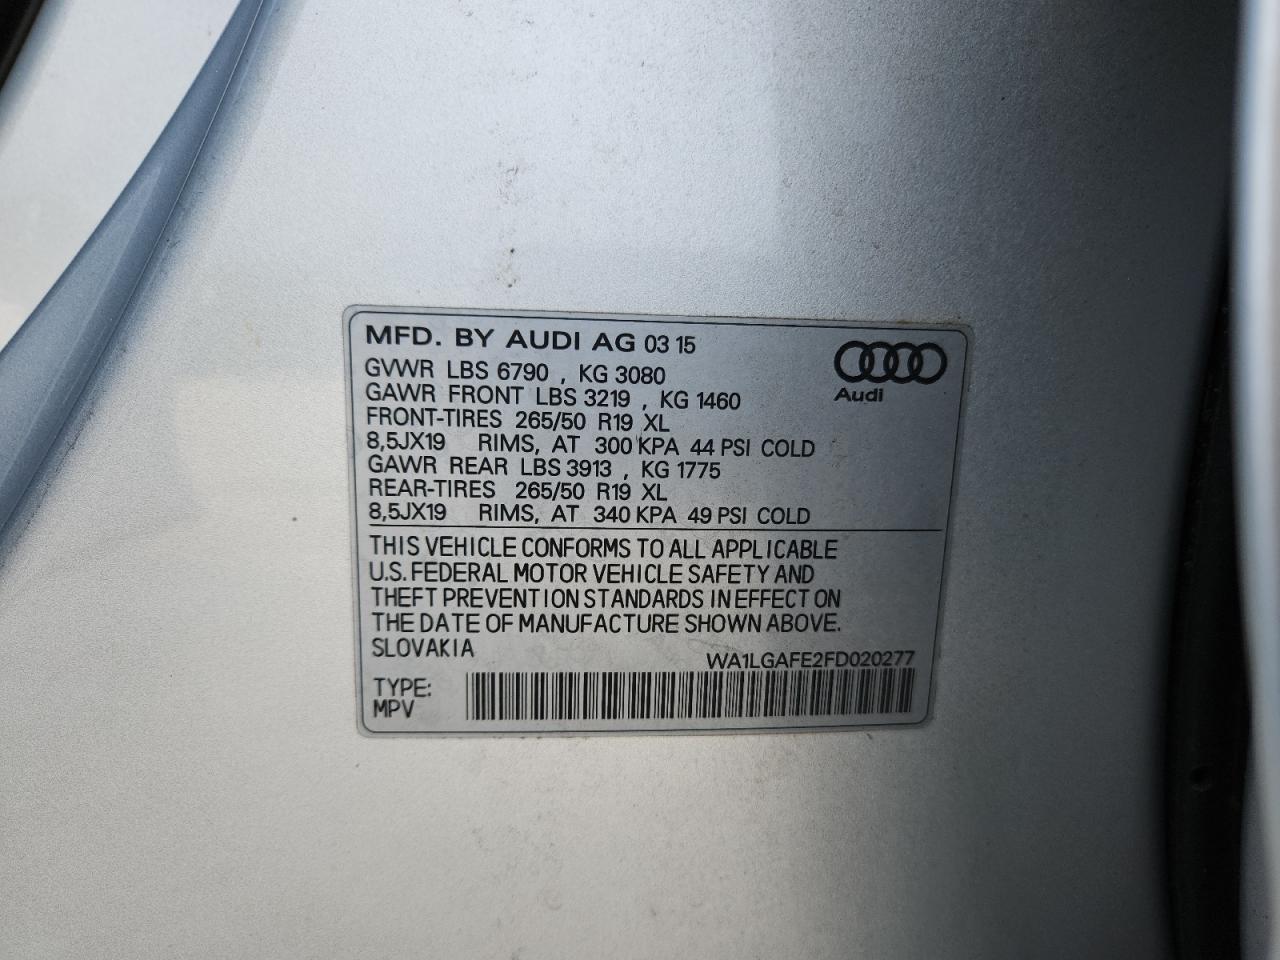 MFD. BY AUDI AG 03 15
GVWR LBS 6790 , KG 3080
GAWR FRONT LBS 3219 , KG 1460
FRONT-TIRES 265/50 R19 XL
8,5JX19 RIMS, AT 300 KPA 44 PSI COLD
GAWR REAR LBS 3913 , KG 1775
REAR-TIRES 265/50 R19 XL
8,5JX19 RIMS, AT 340 KPA 49 PSI COLD
Audi
THIS VEHICLE CONFORMS TO ALL APPLICABLE
U.S. FEDERAL MOTOR VEHICLE SAFETY AND
THEFT PREVENTION STANDARDS IN EFFECT ON
THE DATE OF MANUFACTURE SHOWN ABOVE.
SLOVAKIA
WA1LGAFE2FD020277
TYPE:
MPV